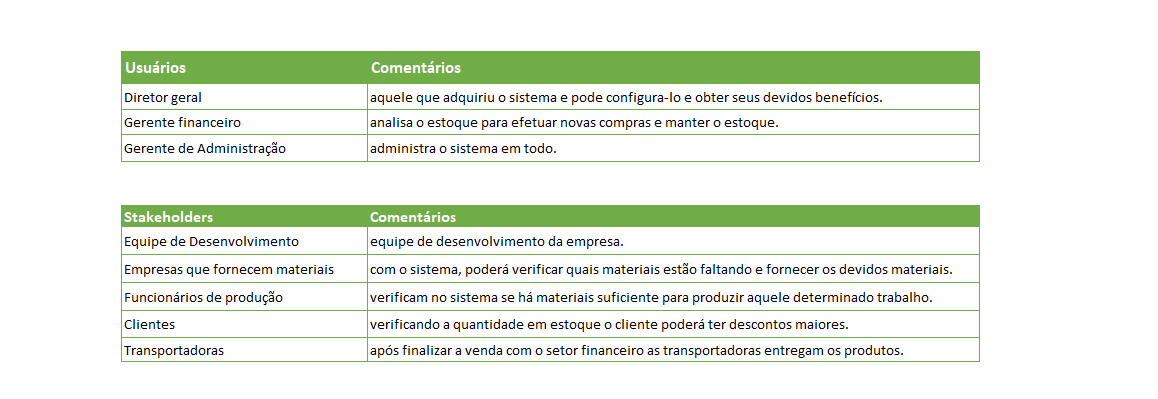 Usuários Comentários
Diretor geral aquele que adquiriu o sistema e pode configura-lo e obter seus devidos benefícios.
Gerente financeiro analisa o estoque para efetuar novas compras e manter o estoque.
Gerente de Administração administra o sistema em todo.
Stakeholders Comentários
Equipe de Desenvolvimento equipe de desenvolvimento da empresa.
Empresas que fornecem materiais com o sistema, poderá verificar quais materiais estão faltando e fornecer os devidos materiais.
Funcionários de produção verificam no sistema se há materiais suficiente para produzir aquele determinado trabalho.
Clientes verificando a quantidade em estoque o cliente poderá ter descontos maiores.
Transportadoras após finalizar a venda com o setor financeiro as transportadoras entregam os produtos.